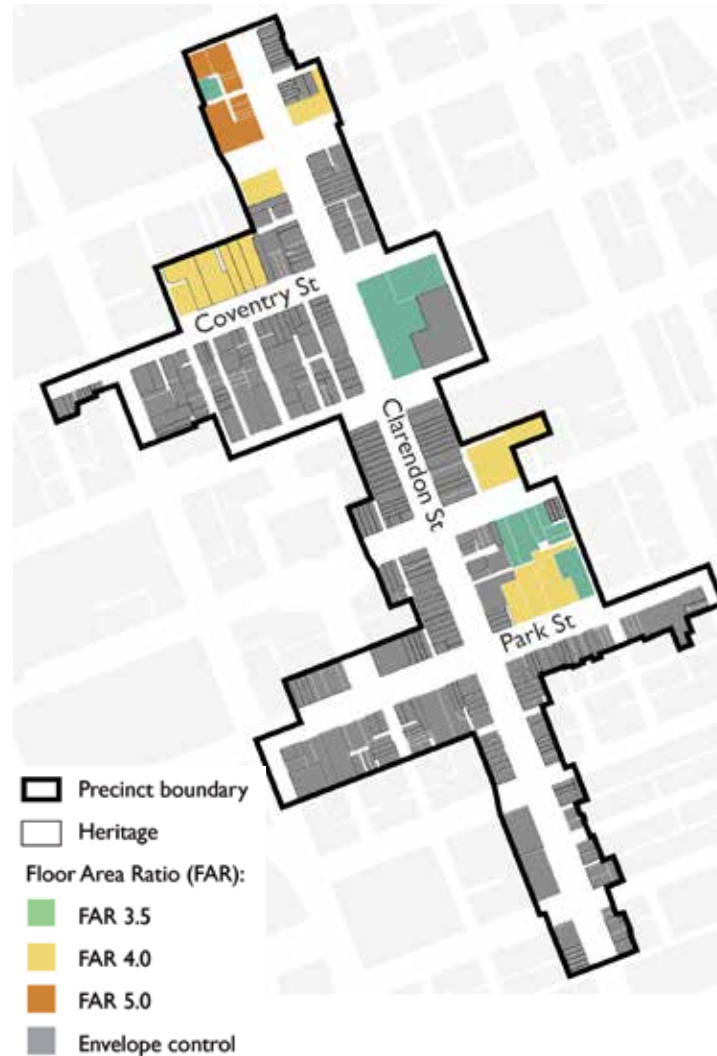 Coventry St
Clarendon St
Park St
Precinct boundary
Heritage
Floor Area Ratio (FAR):
FAR 3.5
FAR 4.0
FAR 5.0
Envelope control